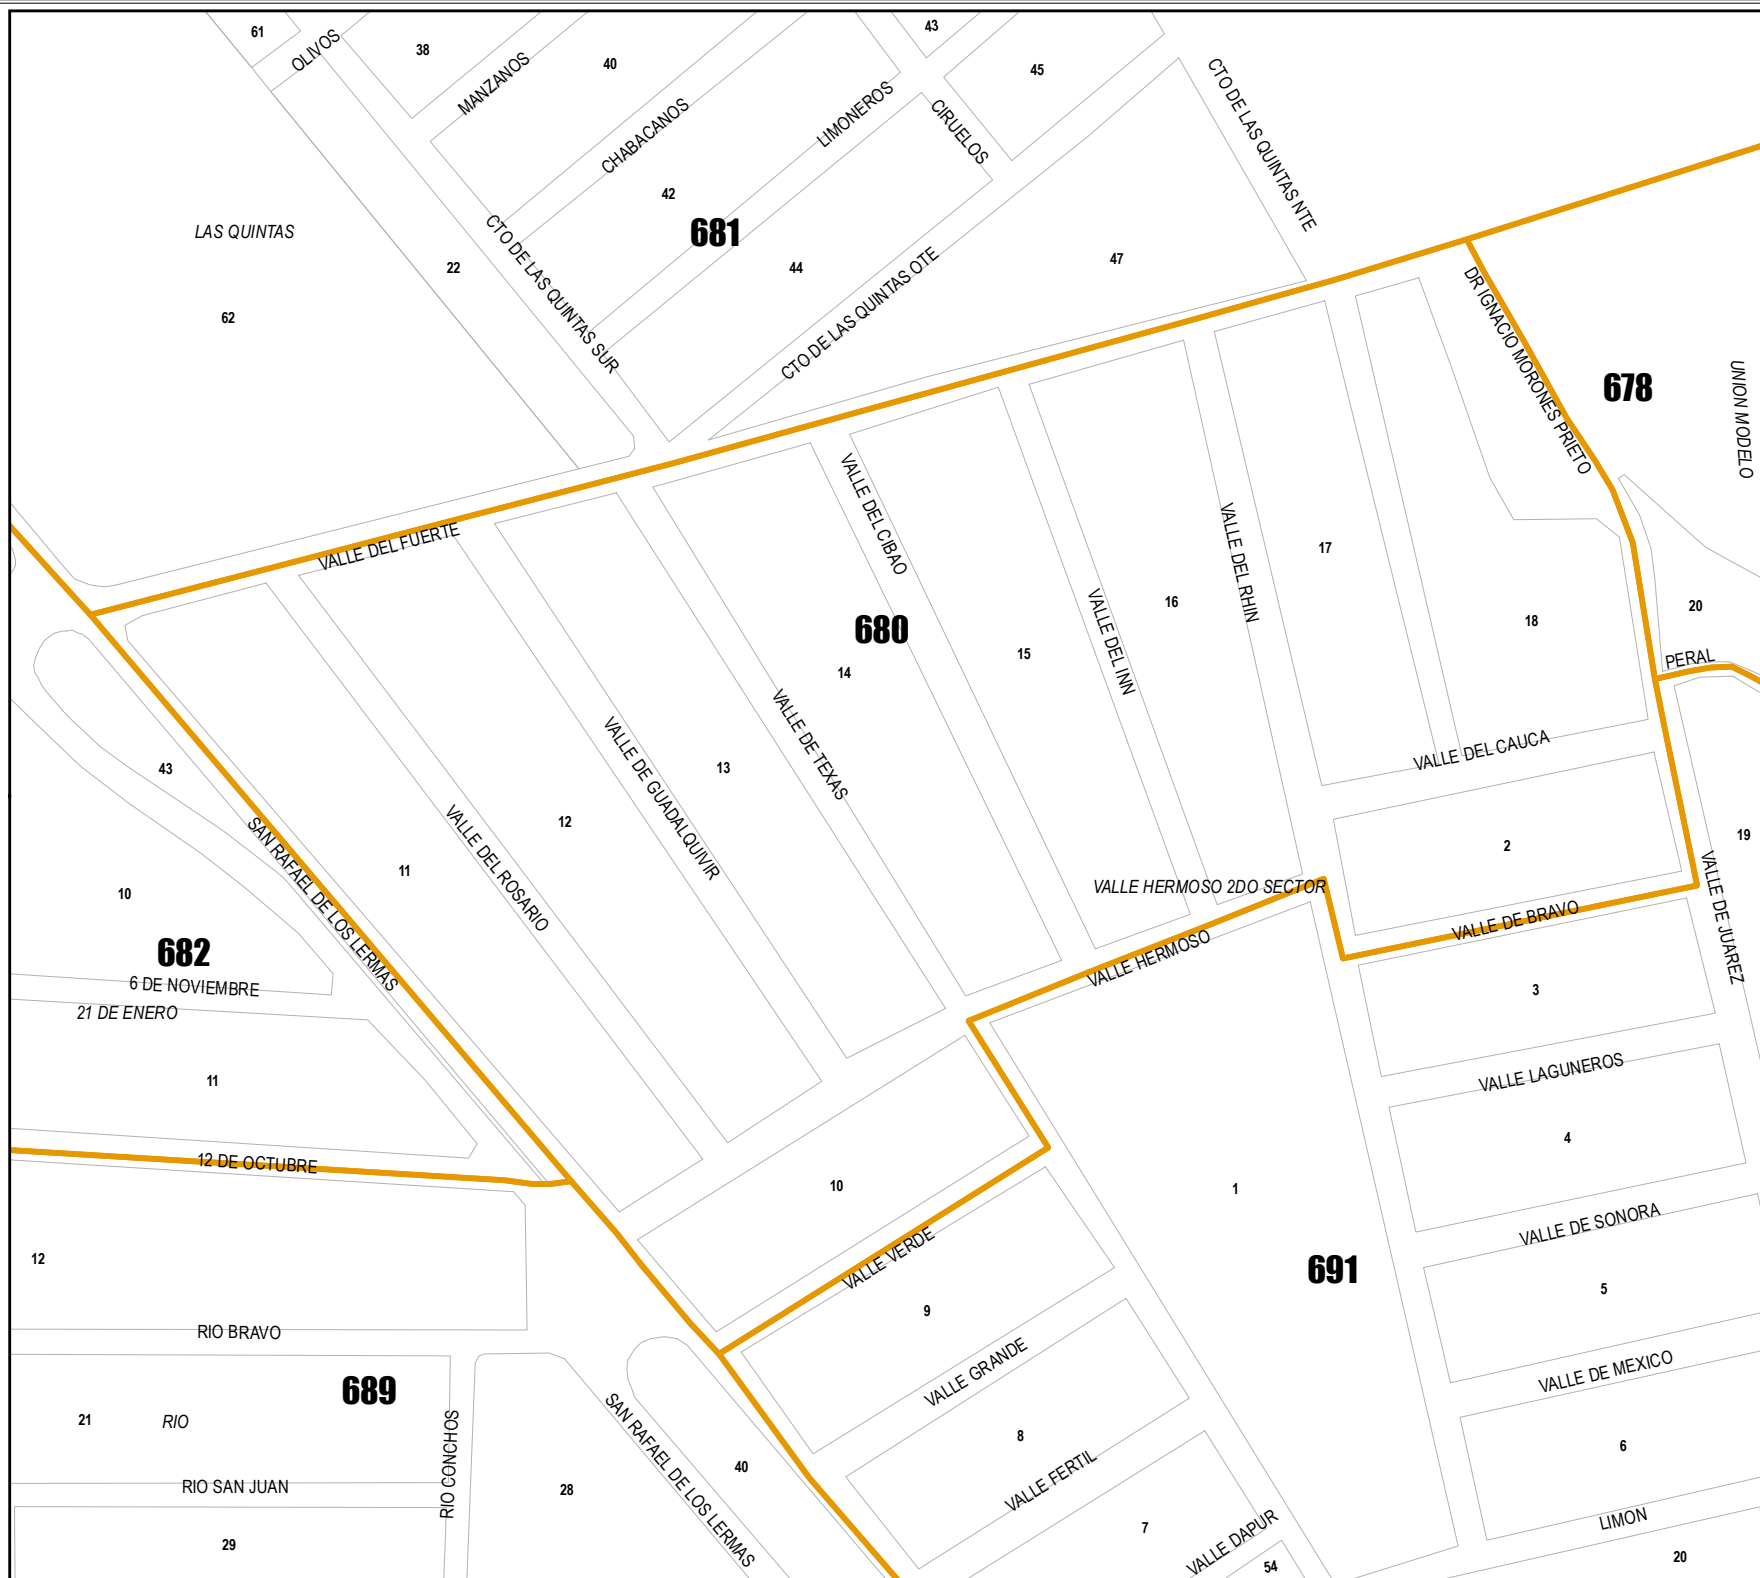 61
OLIVOS
38
MANZANOS
40
43
45
CTO DE LAS QUINTAS NTE
CHABACANOS
LIMONEROS
CIRUELOS
42
LAS QUINTAS
681
22
CTO DE LAS QUINTAS SUR
44
CTO DE LAS QUINTAS OTE
47
62
DR IGNACIO MORONES PRIETO
678
UNION MODELO
VALLE DEL FUERTE
VALLE DEL CIBAO
VALLE DEL RHIN
17
16
VALLE DEL INN
680
15
14
18
20
PERAL
VALLE DE TEXAS
VALLE DE GUADALQUIVIR
13
12
VALLE DEL ROSARIO
11
43
SAN RAFAEL DE LOS LERMAS
VALLE DEL CAUCA
2
19
VALLE DE JUAREZ
VALLE HERMOSO 2DO SECTOR
VALLE DE BRAVO
VALLE HERMOSO
10
682
6 DE NOVIEMBRE
21 DE ENERO
11
3
VALLE LAGUNEROS
4
12 DE OCTUBRE
10
1
VALLE DE SONORA
12
VALLE VERDE
691
5
9
RIO BRAVO
VALLE GRANDE
VALLE DE MEXICO
689
21
RIO
RIO CONCHOS
SAN RAFAEL DE LOS LERMAS
8
6
40
VALLE FERTIL
RIO SAN JUAN
28
7
LIMON
VALLE DAPUR
29
54
20